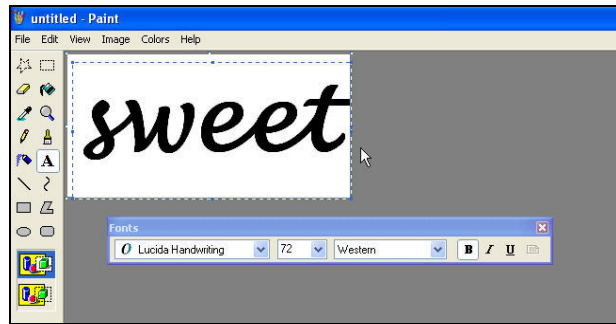 untitled - Paint
File Edit View Image Colors Help
A
sweet
Fonts
O Lucida Handwriting 72 Western B I U